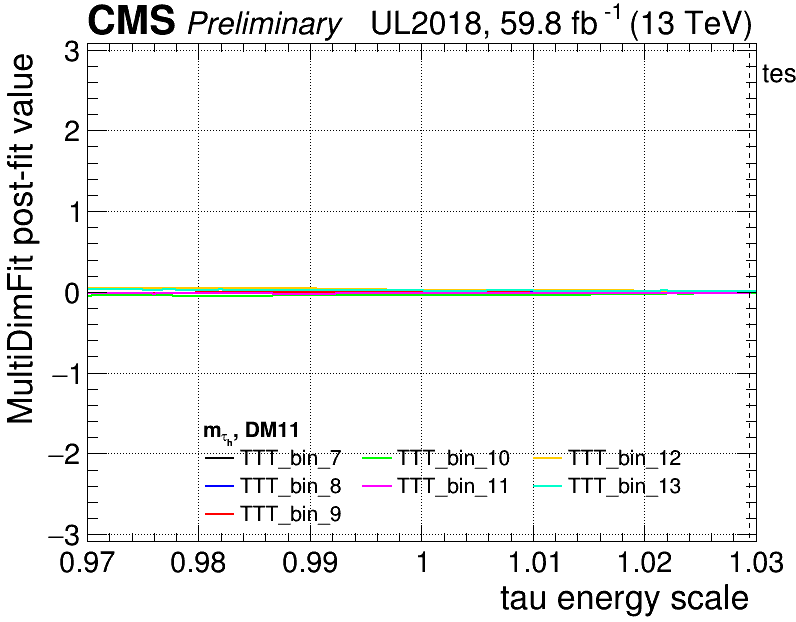 CMS Preliminary UL2018, 59.8 fb⁻¹ (13 TeV)
MultiDimFit post-fit value
tes
3
2
1
0
−1
−2
−3
m_τh, DM11
TTT_bin_7 TTT_bin_10 TTT_bin_12
TTT_bin_8 TTT_bin_11 TTT_bin_13
TTT_bin_9
0.97 0.98 0.99 1 1.01 1.02 1.03
tau energy scale